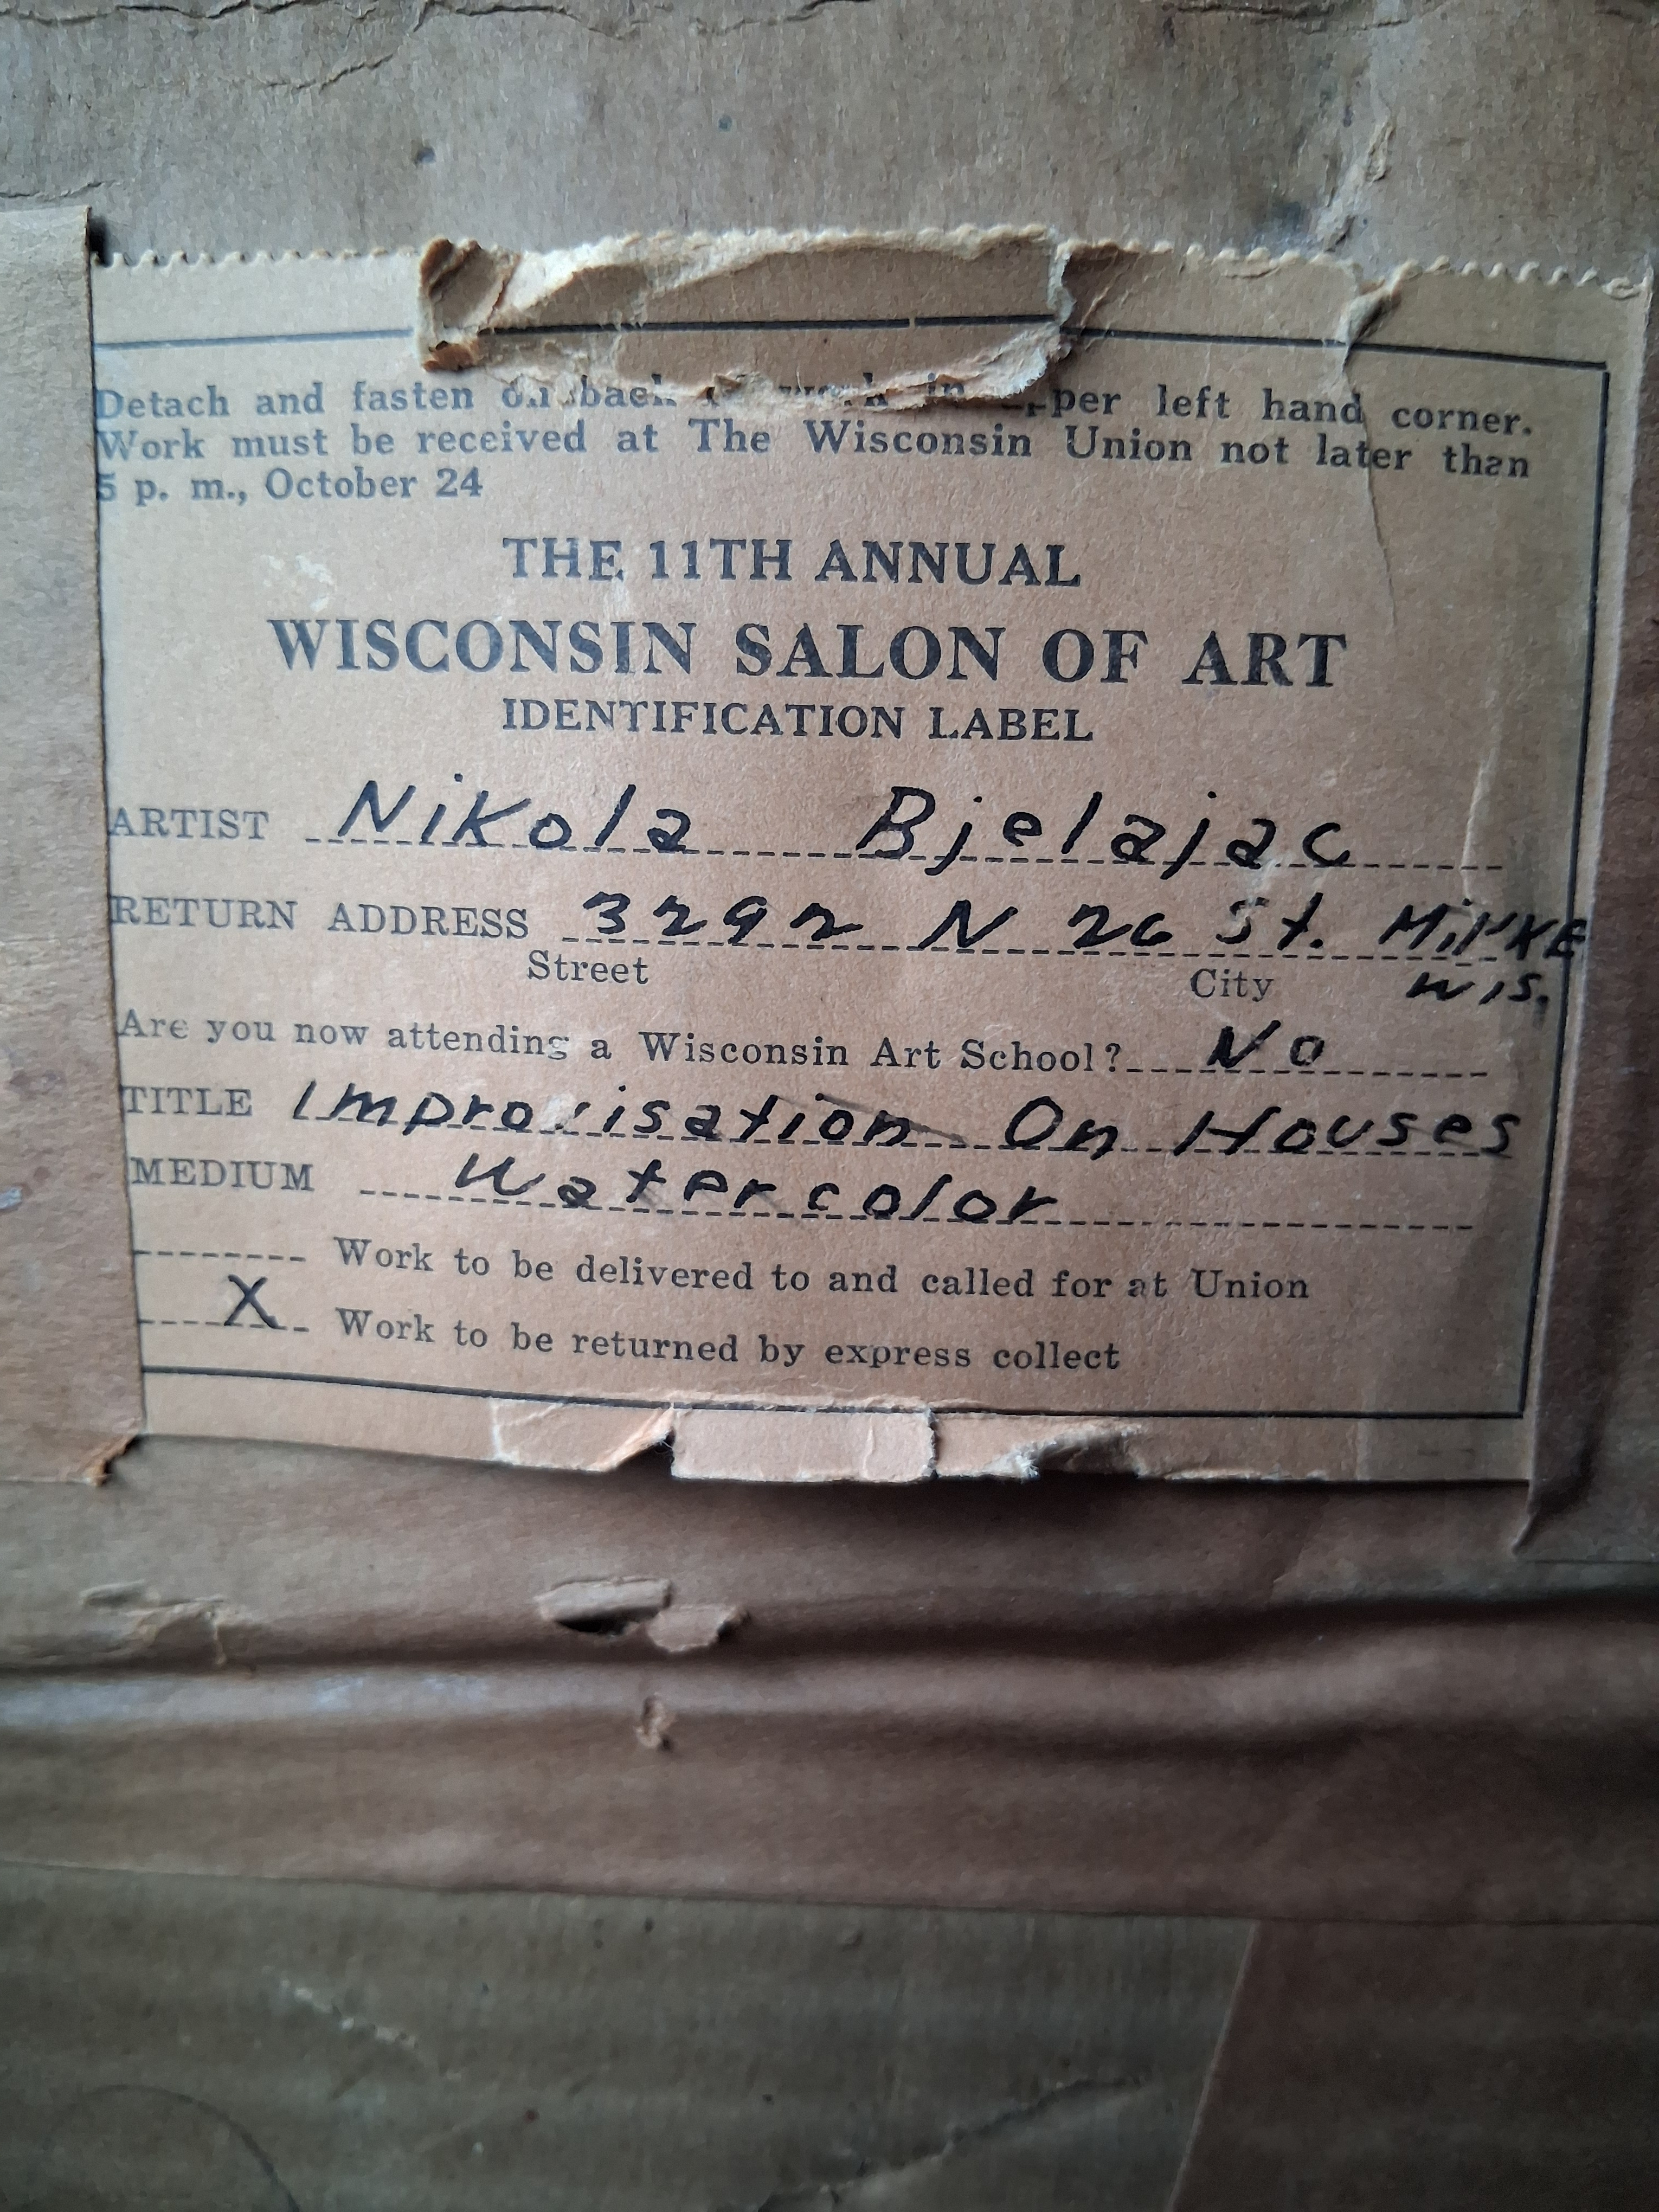 Detach and fasten on back work in upper left hand corner.
Work must be received at The Wisconsin Union not later than
5 p. m., October 24
THE 11TH ANNUAL
WISCONSIN SALON OF ART
IDENTIFICATION LABEL
ARTIST Nikola Bjelajac
RETURN ADDRESS 3292 N 26 St. Milwke
Street City Wis.
Are you now attending a Wisconsin Art School? No
TITLE Improvisation On Houses
MEDIUM Watercolor
Work to be delivered to and called for at Union
X Work to be returned by express collect